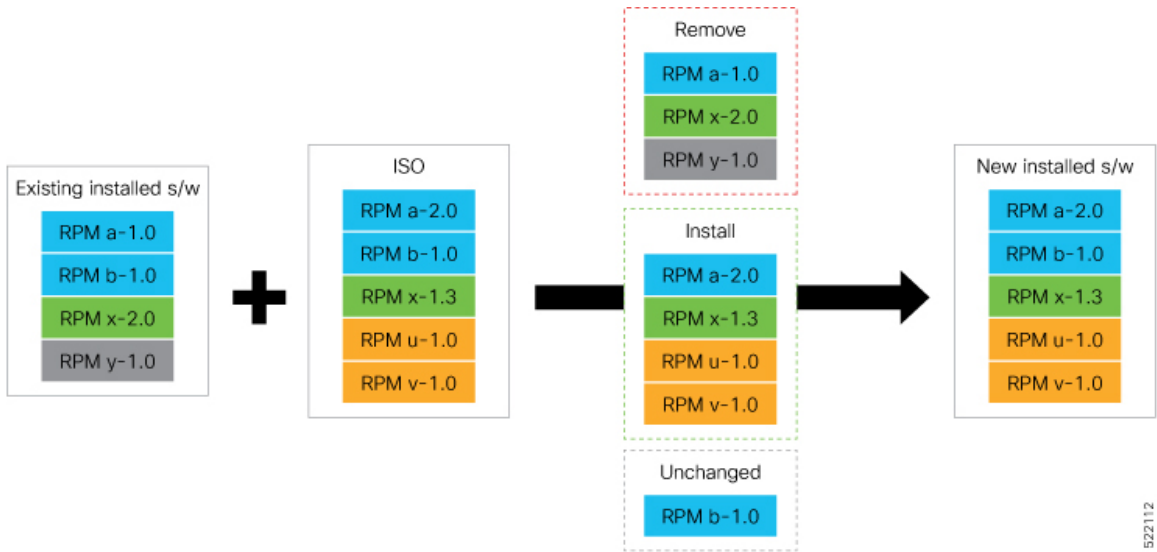 Existing installed s/w
RPM a-1.0
RPM b-1.0
RPM x-2.0
RPM y-1.0
ISO
RPM a-2.0
RPM b-1.0
RPM x-1.3
RPM u-1.0
RPM v-1.0
Remove
RPM a-1.0
RPM x-2.0
RPM y-1.0
Install
RPM a-2.0
RPM x-1.3
RPM u-1.0
RPM v-1.0
Unchanged
RPM b-1.0
New installed s/w
RPM a-2.0
RPM b-1.0
RPM x-1.3
RPM u-1.0
RPM v-1.0
522112